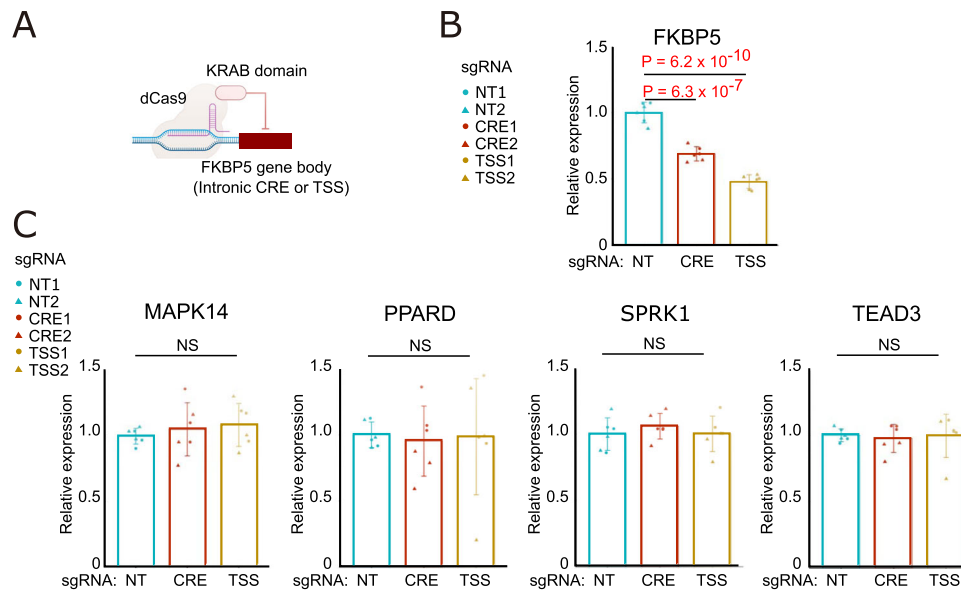 A
KRAB domain
dCas9
FKBP5 gene body
(Intronic CRE or TSS)
B
sgRNA
NT1
NT2
CRE1
CRE2
TSS1
TSS2
FKBP5
P = 6.2 x 10-10
P = 6.3 x 10-7
Relative expression
1.5
1.0
0.5
0
sgRNA: NT CRE TSS
C
sgRNA
NT1
NT2
CRE1
CRE2
TSS1
TSS2
MAPK14
NS
Relative expression
1.5
1.0
0.5
0
sgRNA: NT CRE TSS
PPARD
NS
Relative expression
1.5
1.0
0.5
0
sgRNA: NT CRE TSS
SPRK1
NS
Relative expression
1.5
1.0
0.5
0
sgRNA: NT CRE TSS
TEAD3
NS
Relative expression
1.5
1.0
0.5
0
sgRNA: NT CRE TSS